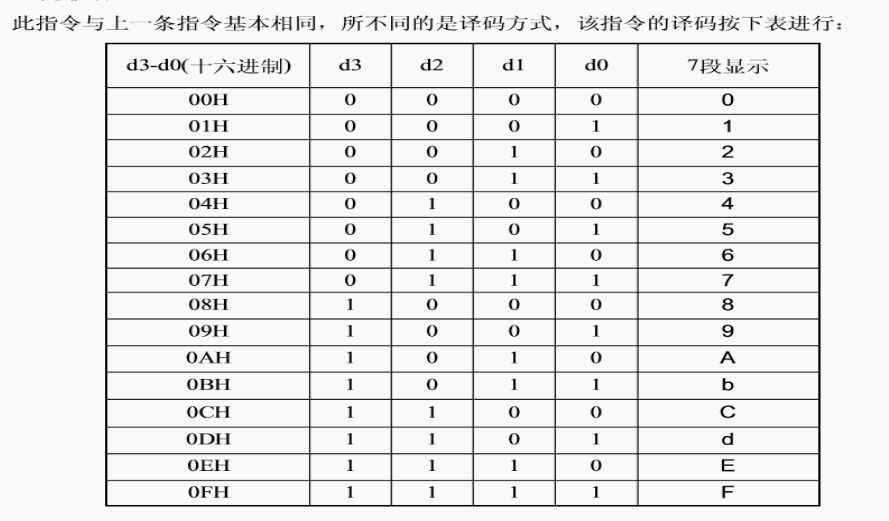 此指令与上一条指令基本相同，所不同的是译码方式，该指令的译码按下表进行：
d3-d0(十六进制) d3 d2 d1 d0 7段显示
00H 0 0 0 0 0
01H 0 0 0 1 1
02H 0 0 1 0 2
03H 0 0 1 1 3
04H 0 1 0 0 4
05H 0 1 0 1 5
06H 0 1 1 0 6
07H 0 1 1 1 7
08H 1 0 0 0 8
09H 1 0 0 1 9
0AH 1 0 1 0 A
0BH 1 0 1 1 b
0CH 1 1 0 0 C
0DH 1 1 0 1 d
0EH 1 1 1 0 E
0FH 1 1 1 1 F